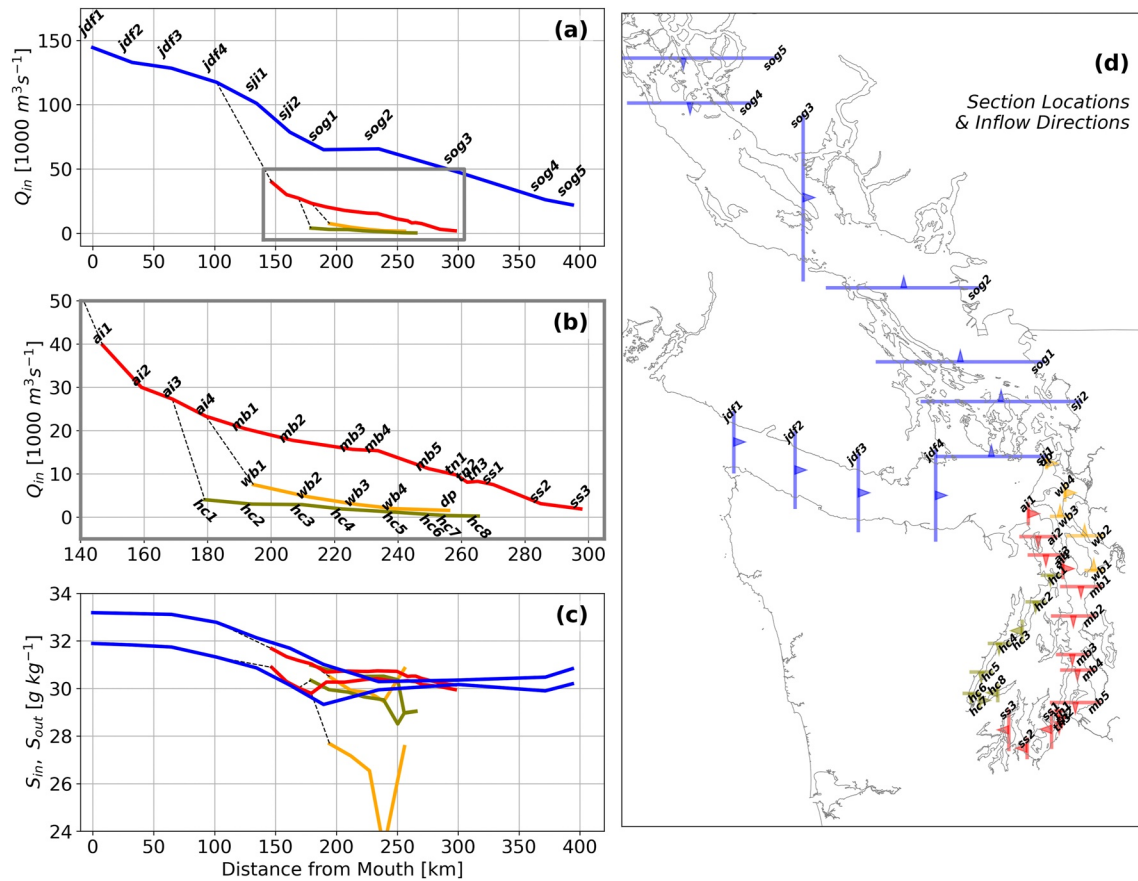 (a)
Q_in [1000 m³s⁻¹]
150
100
50
0
jdf1
jdf2
jdf3
jdf4
sji1
sji2
sog1
sog2
sog3
sog4
sog5
0 50 100 150 200 250 300 350 400
(b)
Q_in [1000 m³s⁻¹]
50
40
30
20
10
0
ai1
ai2
ai3
ai4
mb1
mb2
mb3
mb4
mb5
tn1
tn2
tn3
ss1
ss2
ss3
wb1
wb2
wb3
wb4
dp
hc1
hc2
hc3
hc4
hc5
hc6
hc7
hc8
140 160 180 200 220 240 260 280 300
(c)
S_in, S_out [g kg⁻¹]
34
32
30
28
26
24
0 50 100 150 200 250 300 350 400
Distance from Mouth [km]
(d)
Section Locations
& Inflow Directions
sog5
sog4
sog3
sog2
sog1
sji2
jdf1
jdf2
jdf3
jdf4
wb4
ai1
wb3
ai2
wb2
wb1
hc1
mb1
hc2
mb2
hc4
hc3
mb3
mb4
hc5
hc6
hc8
hc7
mb5
ss3
ss1
ss2